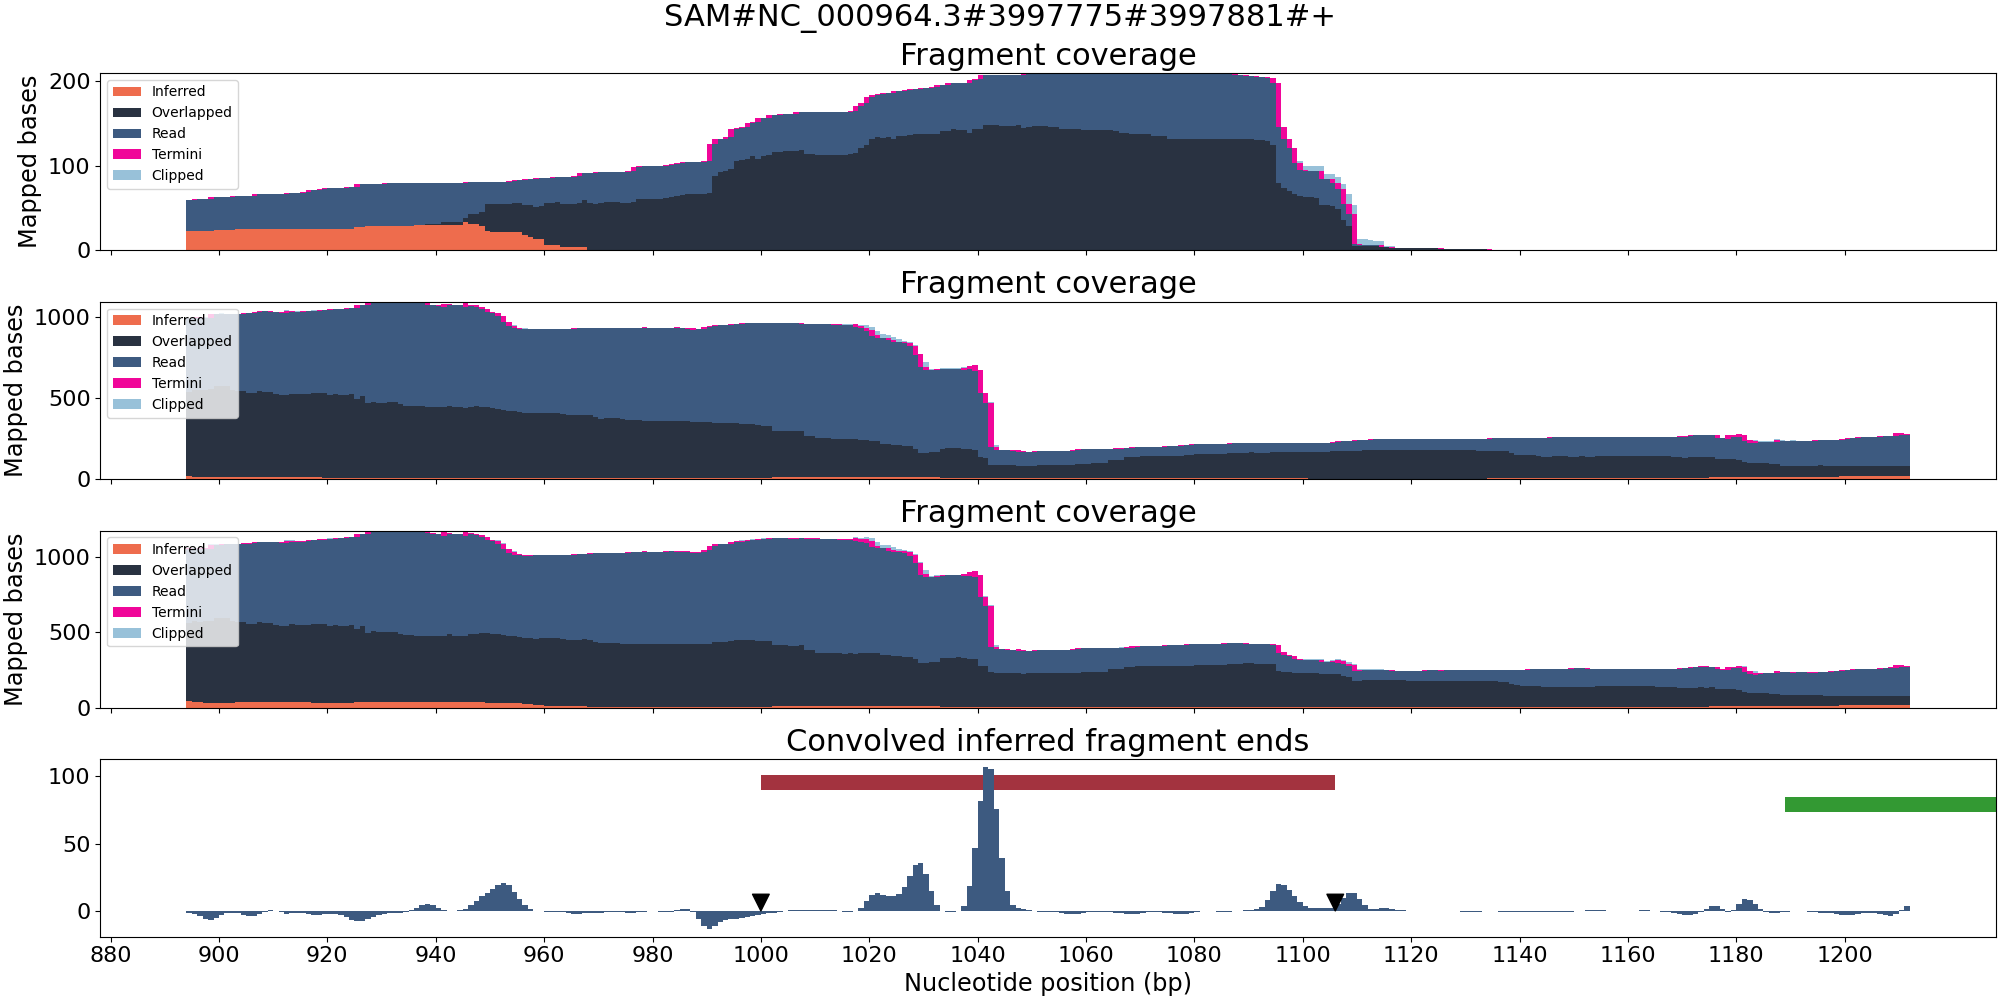 SAM#NC_000964.3#3997775#3997881#+
Fragment coverage
Mapped bases
200
100
0
Inferred
Overlapped
Read
Termini
Clipped
Fragment coverage
Mapped bases
1000
500
0
Inferred
Overlapped
Read
Termini
Clipped
Fragment coverage
Mapped bases
1000
500
0
Inferred
Overlapped
Read
Termini
Clipped
Convolved inferred fragment ends
100
50
0
880 900 920 940 960 980 1000 1020 1040 1060 1080 1100 1120 1140 1160 1180 1200
Nucleotide position (bp)